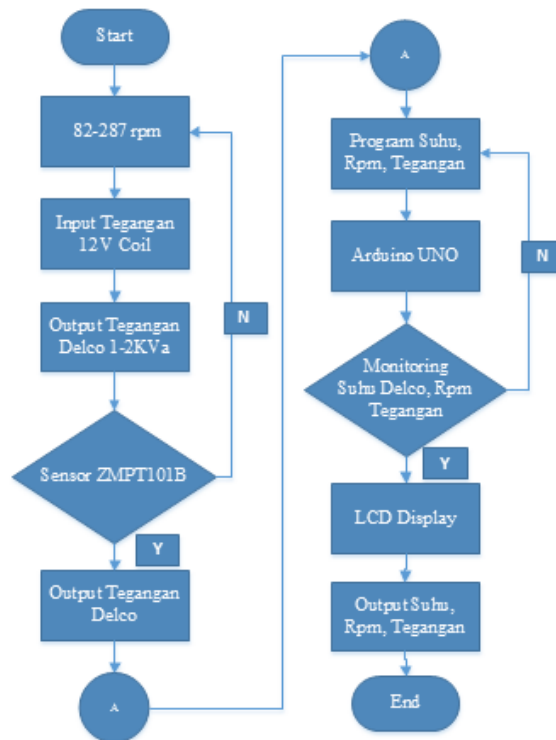 Start
82-287 rpm
Input Tegangan
12V Coil
Output Tegangan
Delco 1-2KVa
N
Sensor ZMPT101B
Y
Output Tegangan
Delco
A
A
Program Suhu,
Rpm, Tegangan
Arduino UNO
N
Monitoring
Suhu Delco, Rpm
Tegangan
Y
LCD Display
Output Suhu,
Rpm, Tegangan
End